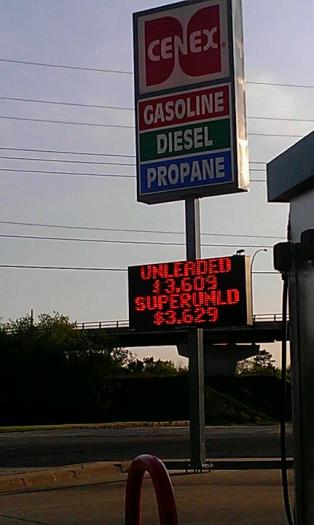 CENEX
GASOLINE
DIESEL
PROPANE
UNLEADED
$3.609
SUPERUNLD
$3.629